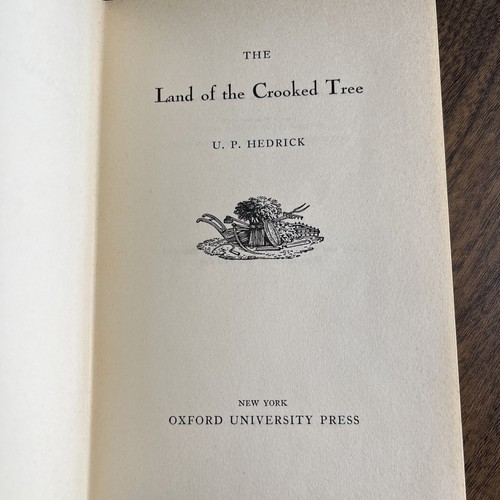 THE
Land of the Crooked Tree
U. P. HEDRICK
NEW YORK
OXFORD UNIVERSITY PRESS